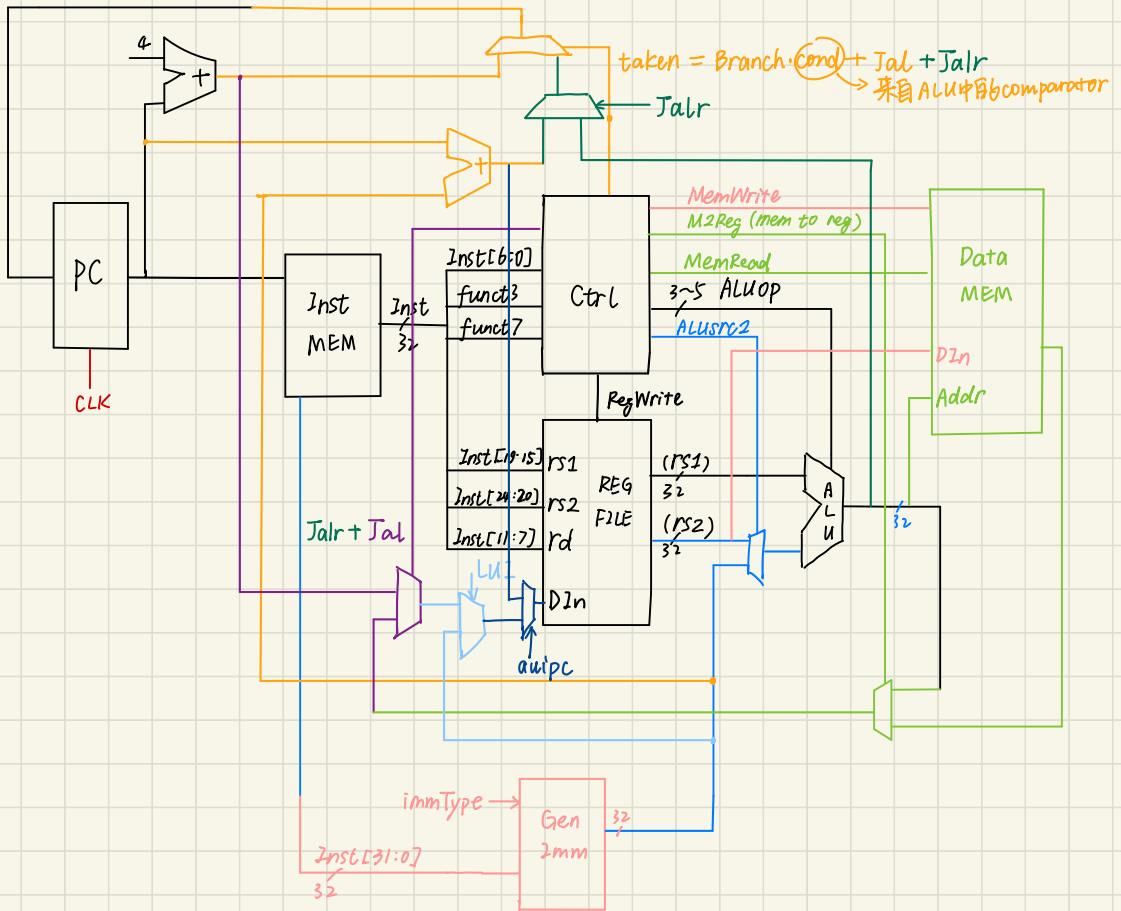 4
+
taken = Branch·cond + Jal + Jalr
来自ALU中的comparator
Jalr
+
PC
CLK
Inst
MEM
Inst
32
Inst[6:0]
funct3
funct7
Ctrl
MemWrite
M2Reg (mem to reg)
MemRead
3~5 ALUop
ALUsrc2
RegWrite
Data
MEM
DIn
Addr
Inst[19:15]
rs1
Inst[24:20]
rs2
Inst[11:7]
rd
DIn
REG
FILE
(rs1)
32
(rs2)
32
ALU
32
Jalr + Jal
LUI
auipc
immType
Gen
Imm
32
Inst[31:0]
32